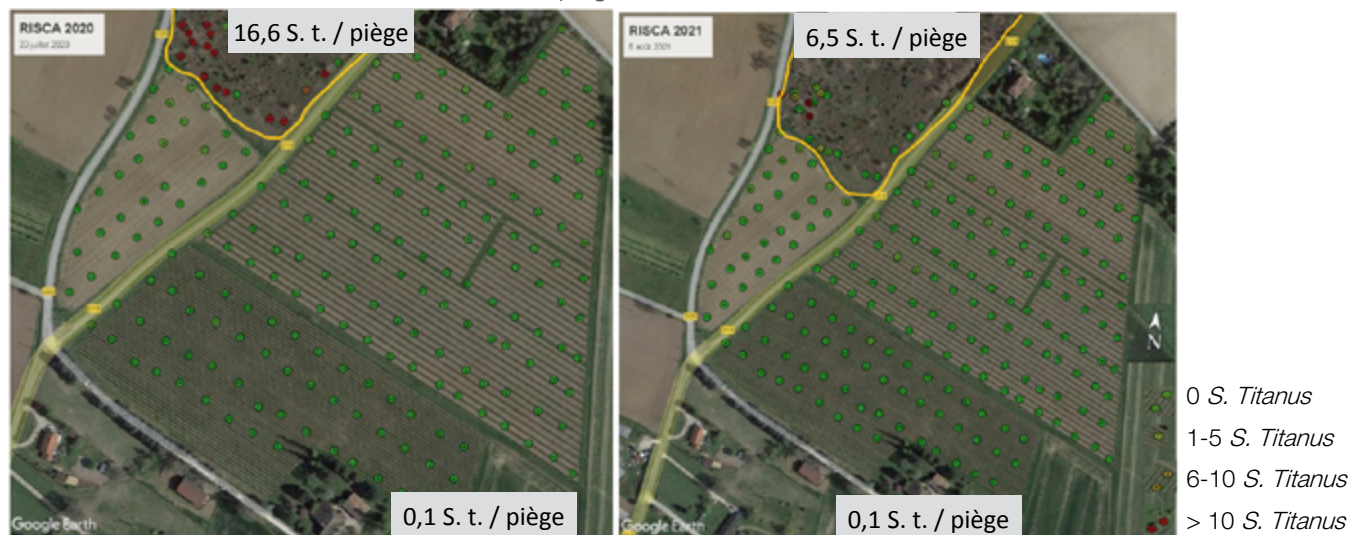 RISCA 2020
16,6 S. t. / piège
0,1 S. t. / piège
Google Earth
RISCA 2021
6,5 S. t. / piège
N
0,1 S. t. / piège
Google Earth
0 S. Titanus
1-5 S. Titanus
6-10 S. Titanus
> 10 S. Titanus